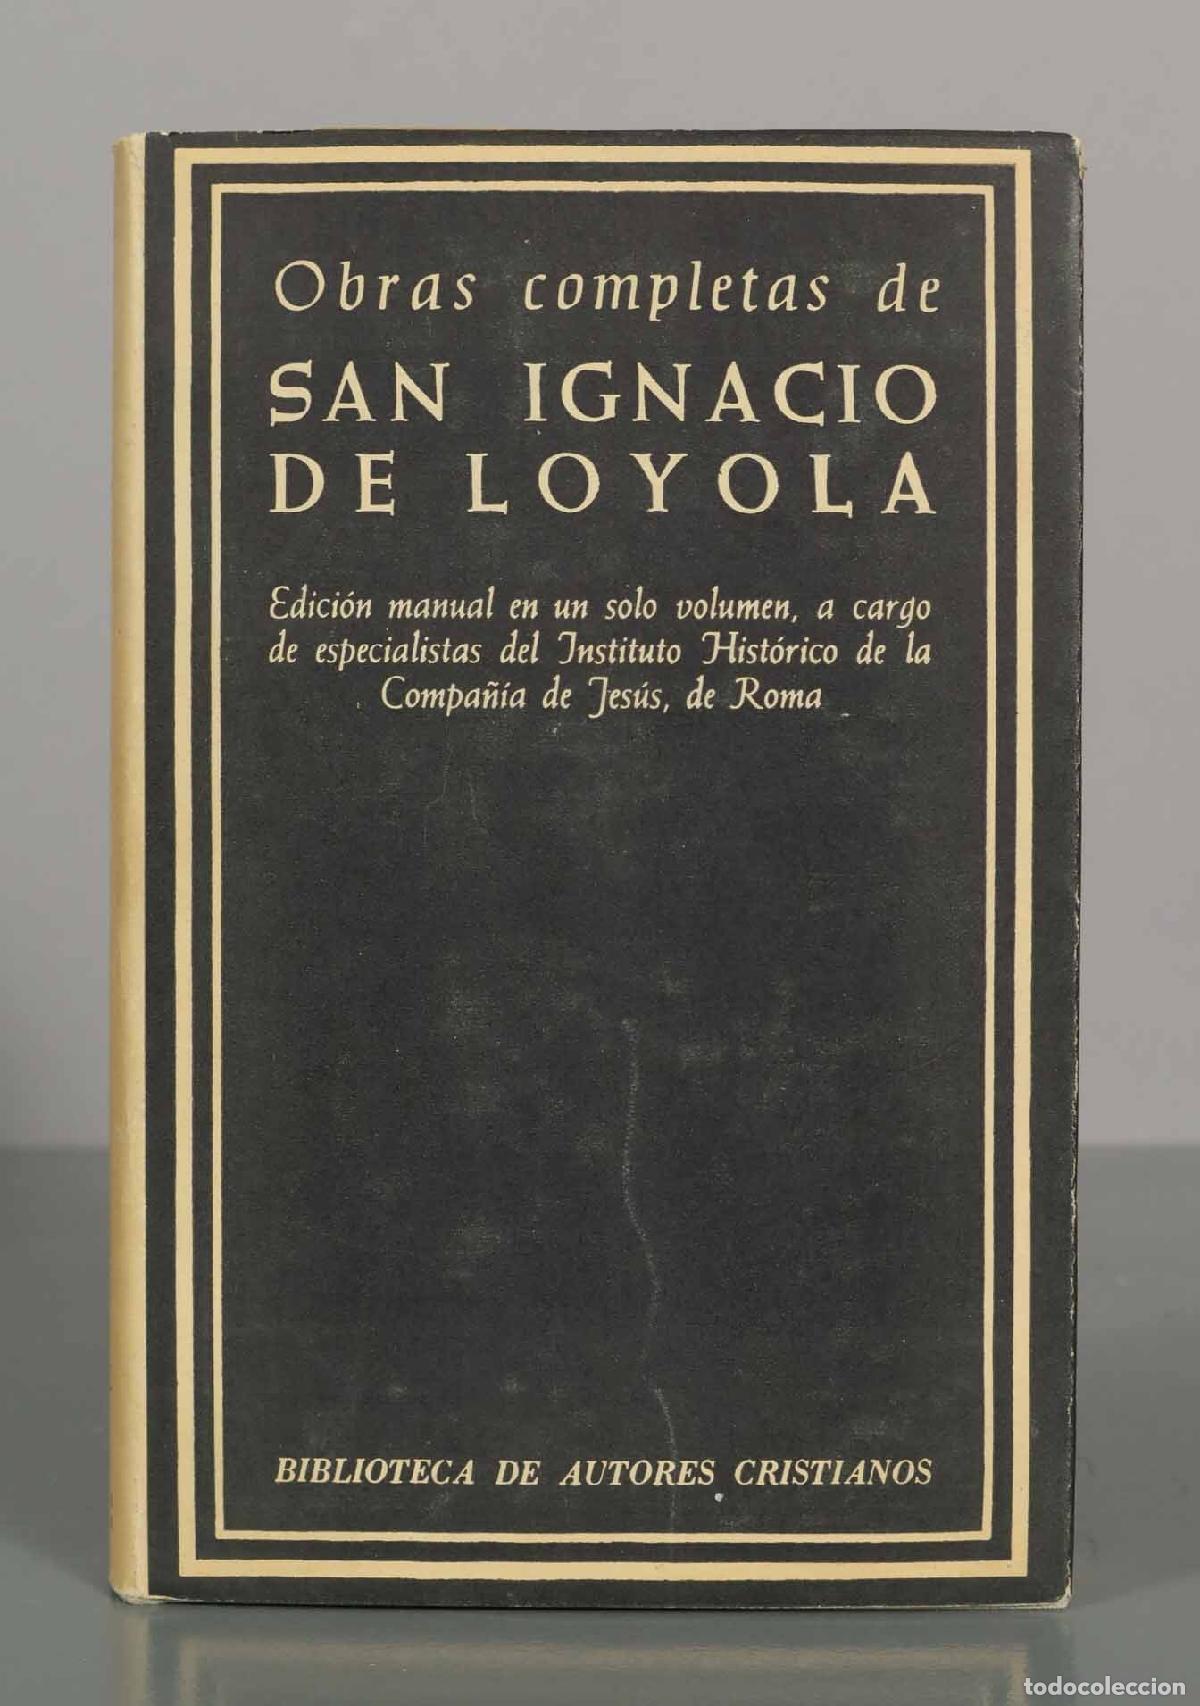 Obras completas de
SAN IGNACIO
DE LOYOLA
Edición manual en un solo volumen, a cargo
de especialistas del Instituto Histórico de la
Compañía de Jesús, de Roma
BIBLIOTECA DE AUTORES CRISTIANOS
todocoleccion